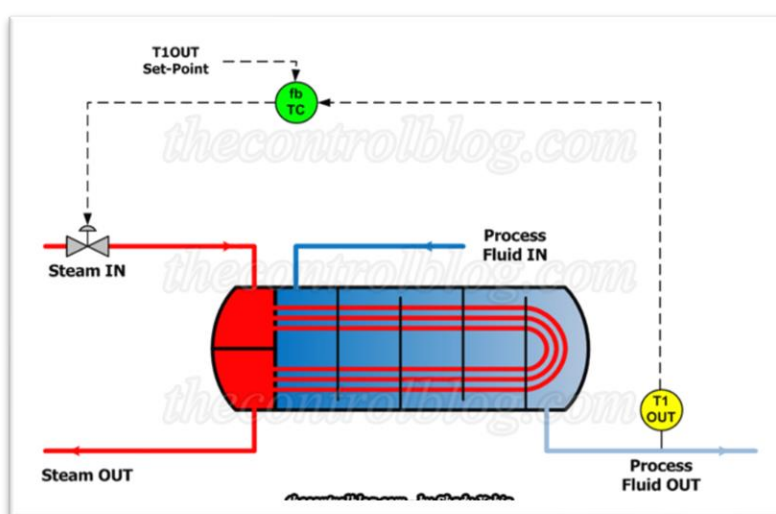 T1OUT
Set-Point
fb
TC
thecontrolblog.com
Process
Fluid IN
Steam IN
thecontrolblog.com
thecontrolblog.com
T1
OUT
Steam OUT
Process
Fluid OUT